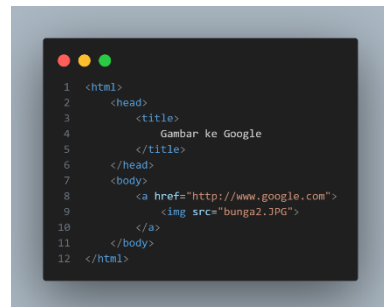 1 <html>
2 <head>
3 <title>
4 Gambar ke Google
5 </title>
6 </head>
7 <body>
8 <a href="http://www.google.com">
9 <img src="bunga2.JPG">
10 </a>
11 </body>
12 </html>